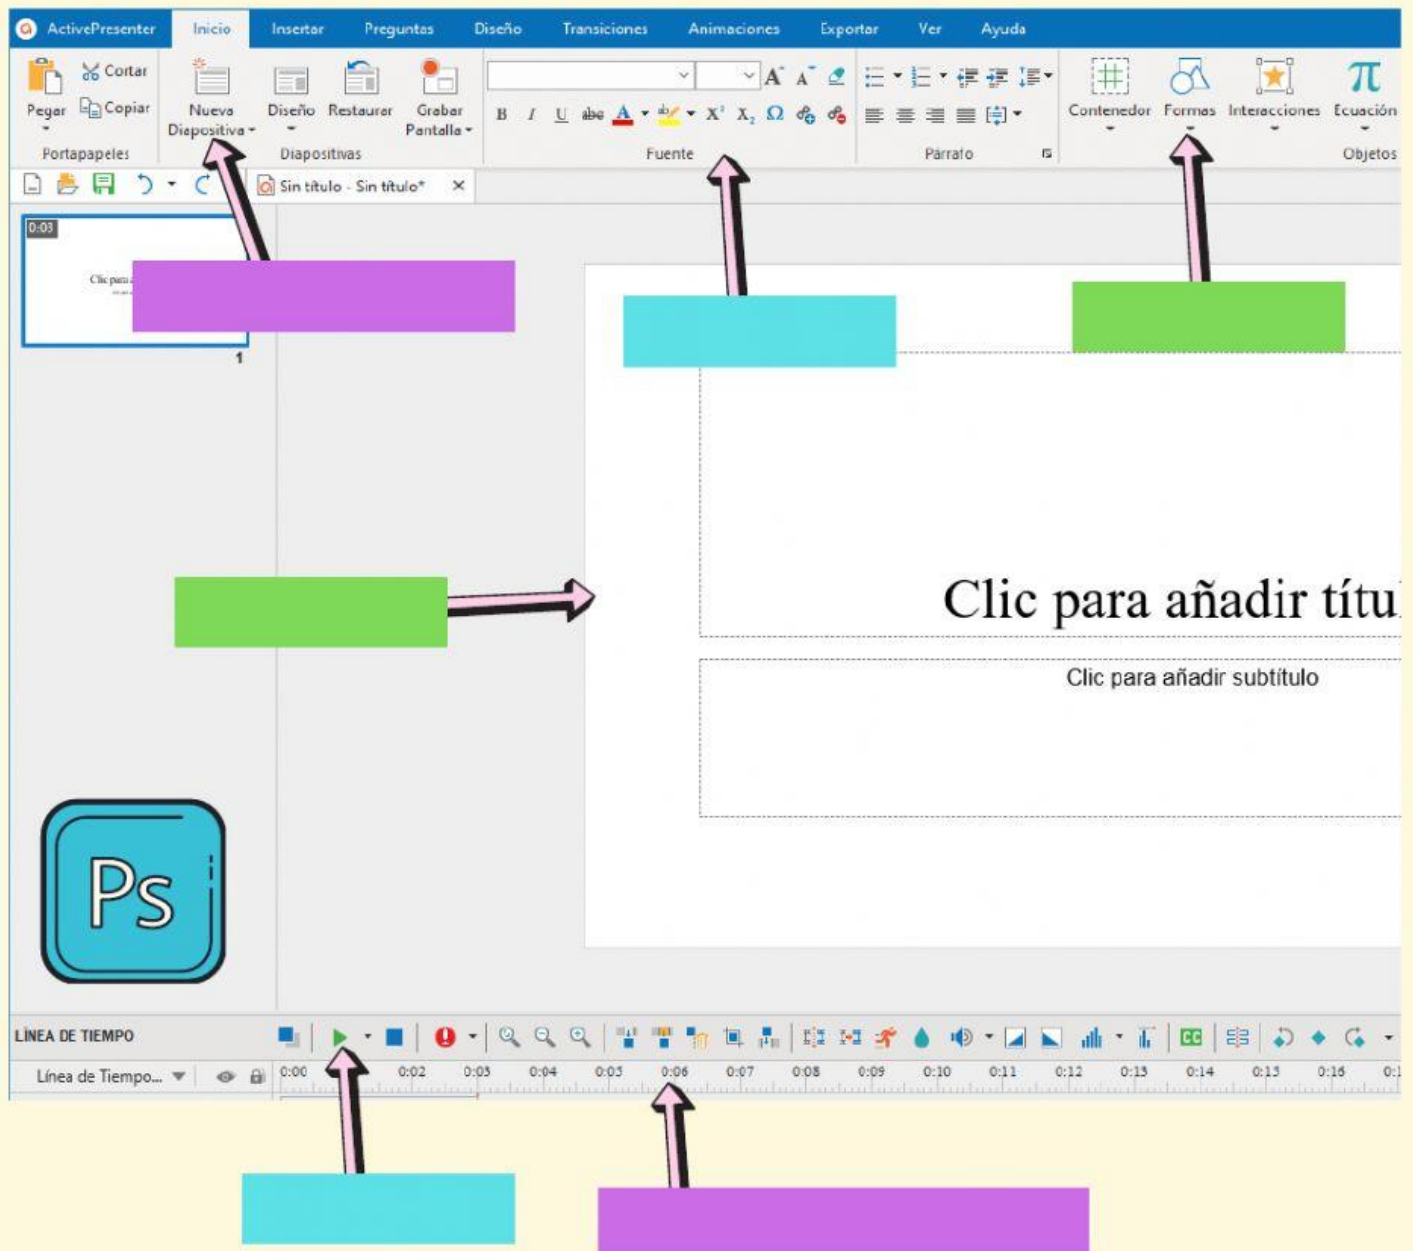 ActivePresenter Inicio Insertar Preguntas Diseño Transiciones Animaciones Exportar Ver Ayuda
Pegar Cortar Copiar
Nueva Diapositiva
Diseño Restaurar Grabar Pantalla
B I U abc A ab X² X₂ Ω
A A
Contenedor Formas Interacciones Ecuación
Portapapeles Diapositivas Fuente Párrafo Objetos
Sin título - Sin título* ×
0:03
1
Clic para añadir títu
Clic para añadir subtítulo
Ps
LÍNEA DE TIEMPO
CC
Línea de Tiempo... 0:00 0:02 0:03 0:04 0:05 0:06 0:07 0:08 0:09 0:10 0:11 0:12 0:13 0:14 0:15 0:16 0:1